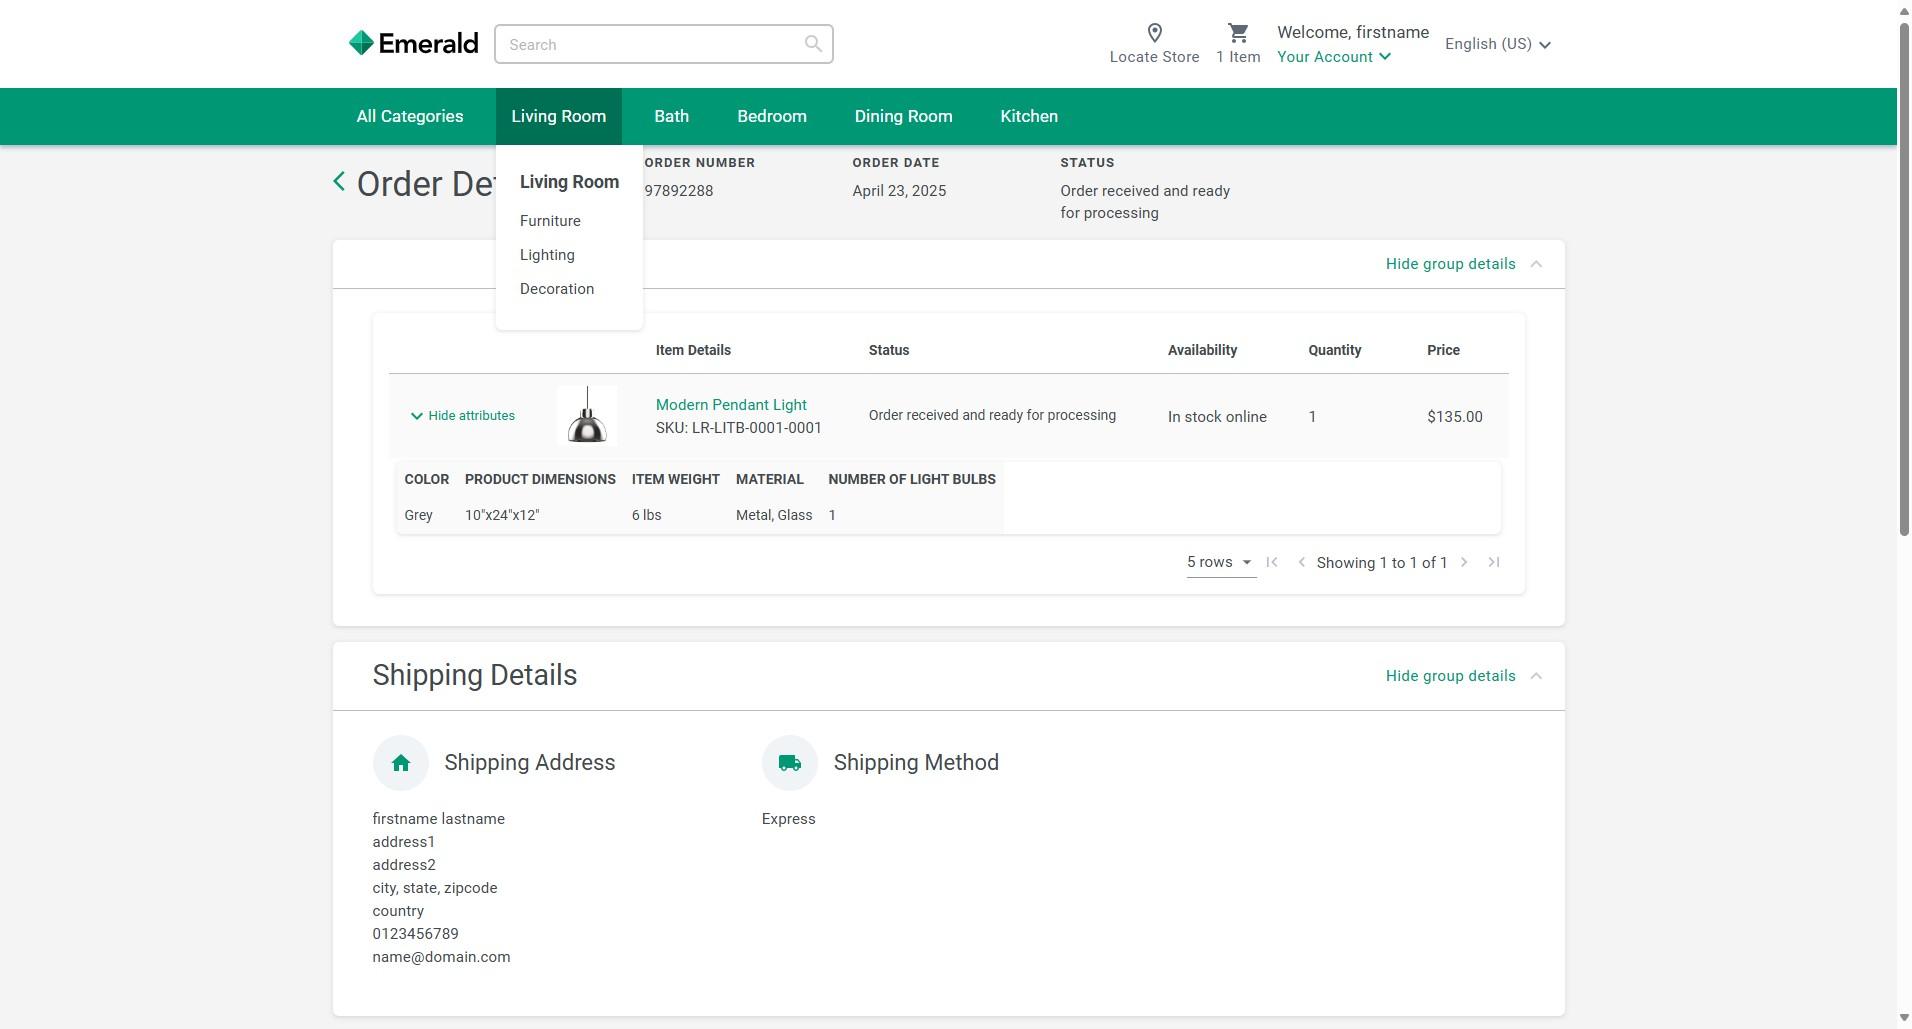 Emerald
Search
Locate Store
1 Item
Welcome, firstname
Your Account
English (US)
All Categories
Living Room
Bath
Bedroom
Dining Room
Kitchen
Order De
Living Room
Furniture
Lighting
Decoration
ORDER NUMBER
97892288
ORDER DATE
April 23, 2025
STATUS
Order received and ready
for processing
Hide group details
Item Details
Status
Availability
Quantity
Price
Hide attributes
Modern Pendant Light
SKU: LR-LITB-0001-0001
Order received and ready for processing
In stock online
1
$135.00
COLOR
PRODUCT DIMENSIONS
ITEM WEIGHT
MATERIAL
NUMBER OF LIGHT BULBS
Grey
10"x24"x12"
6 lbs
Metal, Glass
1
5 rows
Showing 1 to 1 of 1
Shipping Details
Hide group details
Shipping Address
firstname lastname
address1
address2
city, state, zipcode
country
0123456789
name@domain.com
Shipping Method
Express